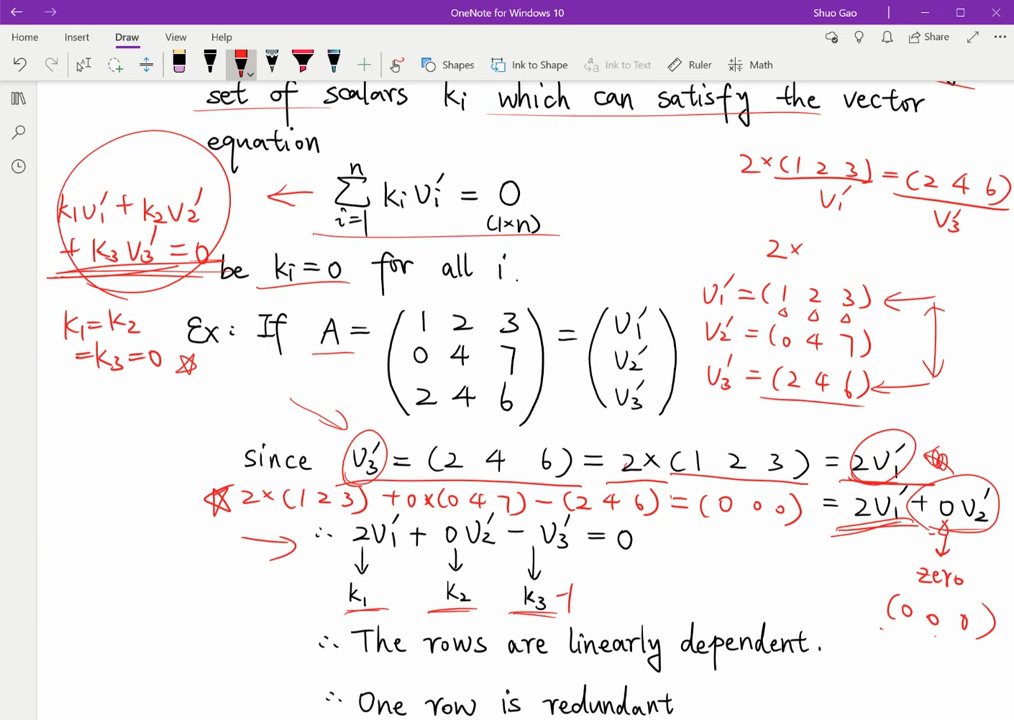 OneNote for Windows 10
Shuo Gao
Home Insert Draw View Help
Share
Shapes Ink to Shape Ink to Text Ruler Math
set of scalars ki which can satisfy the vector
equation
n
∑ ki vi′ = 0
i=1 (1×n)
k1v1′ + k2v2′
+ k3v3′ = 0
be ki = 0 for all i.
k1 = k2
= k3 = 0
2×(1 2 3) = (2 4 6)
v1′ v3′
2×
v1′ = (1 2 3)
v2′ = (0 4 7)
v3′ = (2 4 6)
Ex: If A = ( 1 2 3 ) = ( v1′ )
0 4 7 v2′
2 4 6 v3′
since v3′ = (2 4 6) = 2×(1 2 3) = 2v1′
2×(1 2 3) + 0×(0 4 7) − (2 4 6) = (0 0 0) = 2v1′ + 0v2′
∴ 2v1′ + 0v2′ − v3′ = 0
k1 k2 k3 -1
zero
(0 0 0)
∴ The rows are linearly dependent.
∴ One row is redundant